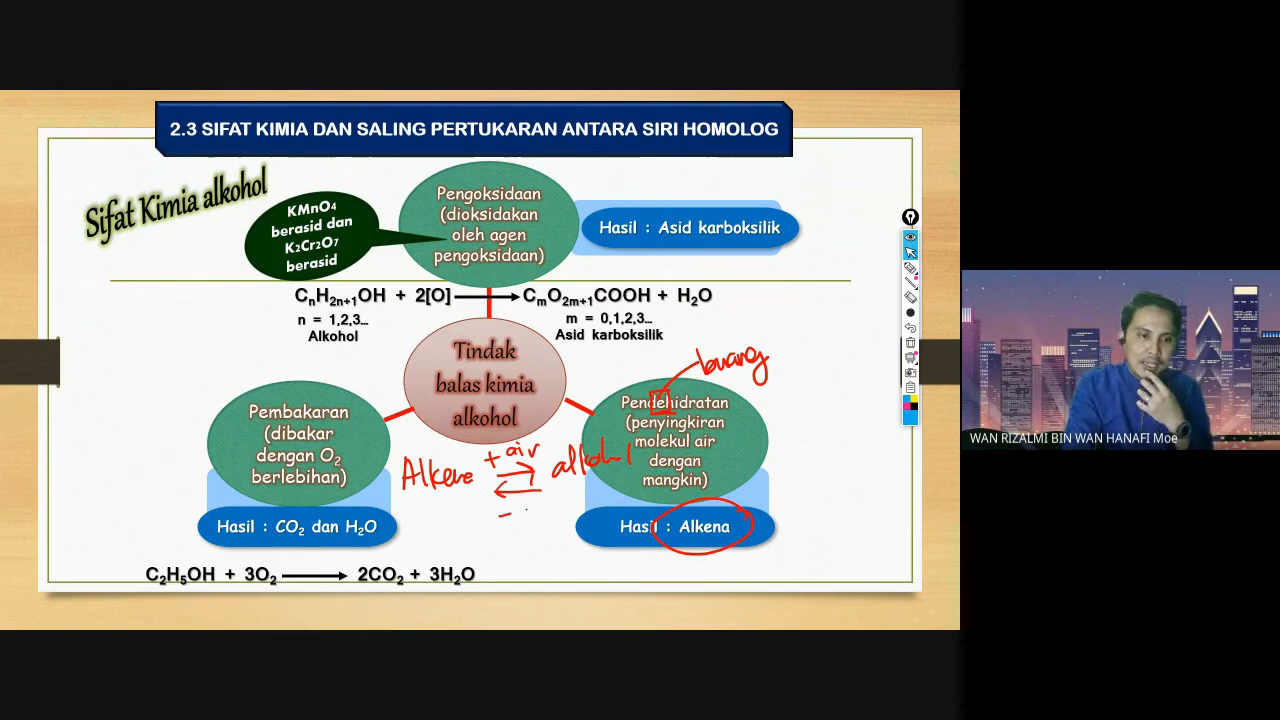 2.3 SIFAT KIMIA DAN SALING PERTUKARAN ANTARA SIRI HOMOLOG
Sifat Kimia alkohol
KMnO₄
berasid dan
K₂Cr₂O₇
berasid
Pengoksidaan
(dioksidakan
oleh agen
pengoksidaan)
Hasil : Asid karboksilik
CₙH₂ₙ₊₁OH + 2[O] ⟶ CₘO₂ₘ₊₁COOH + H₂O
n = 1,2,3…
Alkohol
m = 0,1,2,3…
Asid karboksilik
Tindak
balas kimia
alkohol
buang
Pembakaran
(dibakar
dengan O₂
berlebihan)
Hasil : CO₂ dan H₂O
Pendehidratan
(penyingkiran
molekul air
dengan
mangkin)
Hasil : Alkena
Alkene + air ⇌ alkohol
-
C₂H₅OH + 3O₂ ⟶ 2CO₂ + 3H₂O
WAN RIZALMI BIN WAN HANAFI Moe